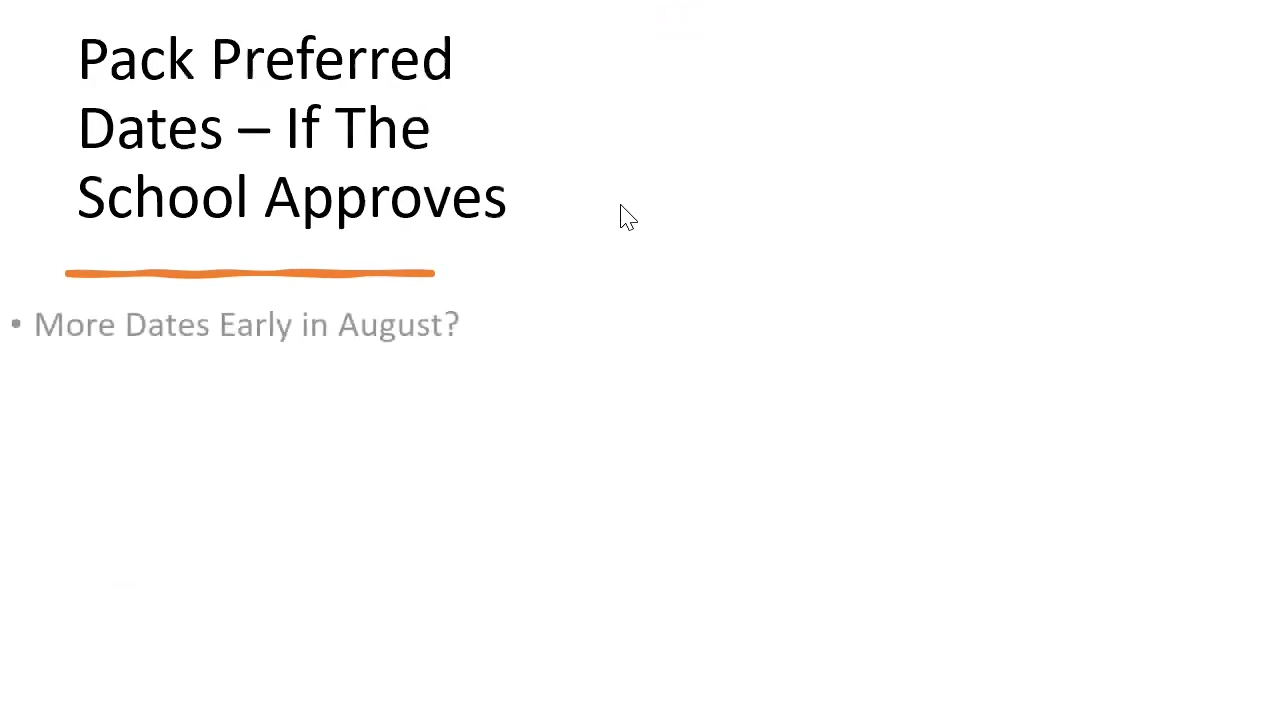 Pack Preferred
Dates – If The
School Approves
• More Dates Early in August?